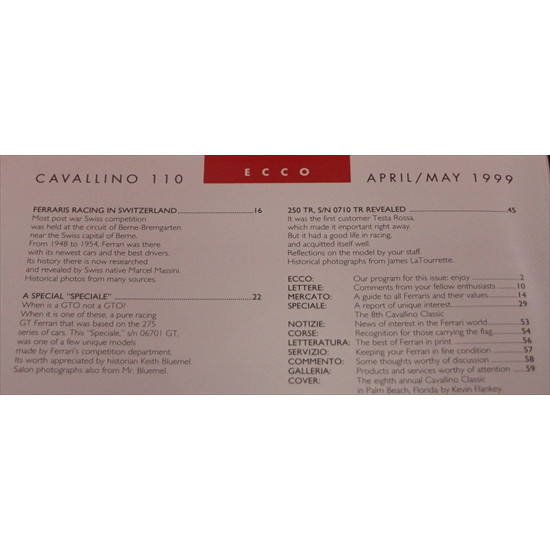 CAVALLINO 110
ECCO
APRIL/MAY 1999
FERRARIS RACING IN SWITZERLAND 16
Most post war Swiss competition
was held at the circuit of Berne-Bremgarten
near the Swiss capital of Berne.
From 1948 to 1954, Ferrari was there
with its newest cars and the best drivers.
Its history there is now researched
and revealed by Swiss native Marcel Massini.
Historical photos from many sources.
A SPECIAL "SPECIALE" 22
When is a GTO not a GTO?
When it is one of these, a pure racing
GT Ferrari that was based on the 275
series of cars. This "Speciale," s/n 06701 GT,
was one of a few unique models
made by Ferrari's competition department.
Its worth appreciated by historian Keith Bluemel.
Salon photographs also from Mr. Bluemel.
250 TR, S/N 0710 TR REVEALED 45
It was the first customer Testa Rossa,
which made it important right away.
But it had a good life in racing,
and acquitted itself well.
Reflections on the model by your staff.
Historical photographs from James LaTourrette.
ECCO: Our program for this issue: enjoy 2
LETTERE: Comments from your fellow enthusiasts 10
MERCATO: A guide to all Ferraris and their values 14
SPECIALE: A report of unique interest 29
The 8th Cavallino Classic
NOTIZIE: News of interest in the Ferrari world 53
CORSE: Recognition for those carrying the flag 54
LETTERATURA: The best of Ferrari in print 56
SERVIZIO: Keeping your Ferrari in fine condition 57
COMMENTO: Some thoughts worthy of discussion 58
GALLERIA: Products and services worthy of attention 59
COVER: The eighth annual Cavallino Classic
in Palm Beach, Florida by Kevin Flankey.